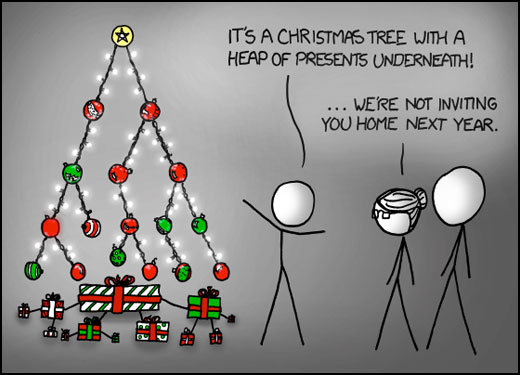 IT'S A CHRISTMAS TREE WITH A
HEAP OF PRESENTS UNDERNEATH!
... WE'RE NOT INVITING
YOU HOME NEXT YEAR.